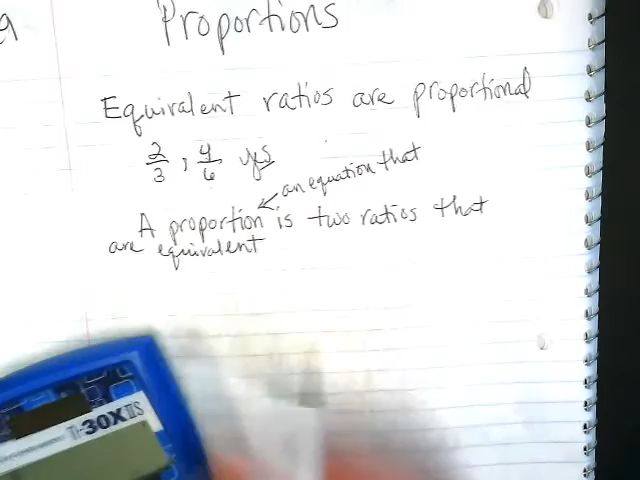 a
Proportions
Equivalent ratios are proportional
2/3, 4/6 yes
an equation that
A proportion is two ratios that
are equivalent
TI-30X IIS